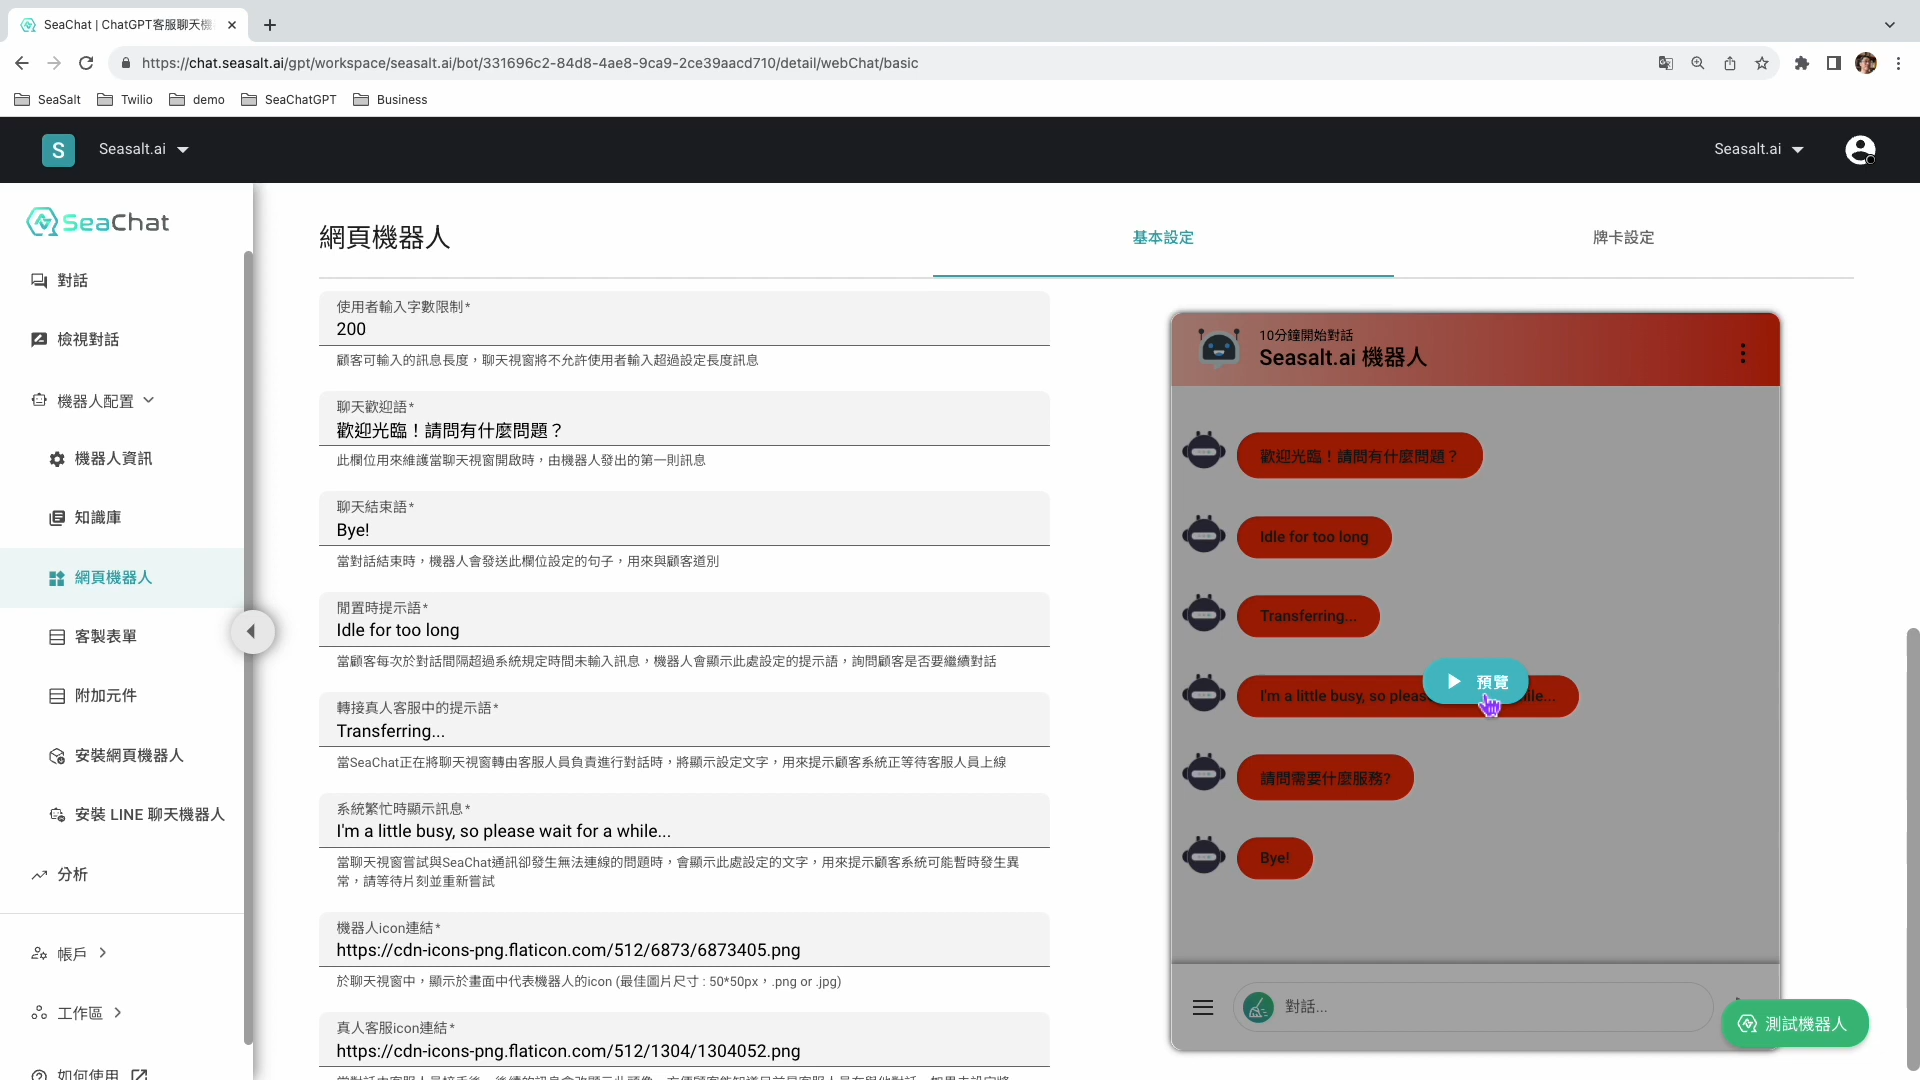 SeaChat | ChatGPT客服聊天機
https://chat.seasalt.ai/gpt/workspace/seasalt.ai/bot/331696c2-84d8-4ae8-9ca9-2ce39aacd710/detail/webChat/basic
SeaSalt
Twilio
demo
SeaChatGPT
Business
S
Seasalt.ai
Seasalt.ai
SeaChat
對話
檢視對話
機器人配置
機器人資訊
知識庫
網頁機器人
客製表單
附加元件
安裝網頁機器人
安裝 LINE 聊天機器人
分析
帳戶
工作區
如何使用
網頁機器人
基本設定
牌卡設定
使用者輸入字數限制*
200
顧客可輸入的訊息長度，聊天視窗將不允許使用者輸入超過設定長度訊息
聊天歡迎語*
歡迎光臨！請問有什麼問題？
此欄位用來維護當聊天視窗開啟時，由機器人發出的第一則訊息
聊天結束語*
Bye!
當對話結束時，機器人會發送此欄位設定的句子，用來與顧客道別
閒置時提示語*
Idle for too long
當顧客每次於對話間隔超過系統規定時間未輸入訊息，機器人會顯示此處設定的提示語，詢問顧客是否要繼續對話
轉接真人客服中的提示語*
Transferring...
當SeaChat正在將聊天視窗轉由客服人員負責進行對話時，將顯示設定文字，用來提示顧客系統正等待客服人員上線
系統繁忙時顯示訊息*
I'm a little busy, so please wait for a while...
當聊天視窗嘗試與SeaChat通訊卻發生無法連線的問題時，會顯示此處設定的文字，用來提示顧客系統可能暫時發生異
常，請等待片刻並重新嘗試
機器人icon連結*
https://cdn-icons-png.flaticon.com/512/6873/6873405.png
於聊天視窗中，顯示於畫面中代表機器人的icon (最佳圖片尺寸 : 50*50px，.png or .jpg)
真人客服icon連結*
https://cdn-icons-png.flaticon.com/512/1304/1304052.png
10分鐘開始對話
Seasalt.ai 機器人
歡迎光臨！請問有什麼問題？
Idle for too long
Transferring...
I'm a little busy, so pleas
ile...
預覽
請問需要什麼服務?
Bye!
對話...
測試機器人